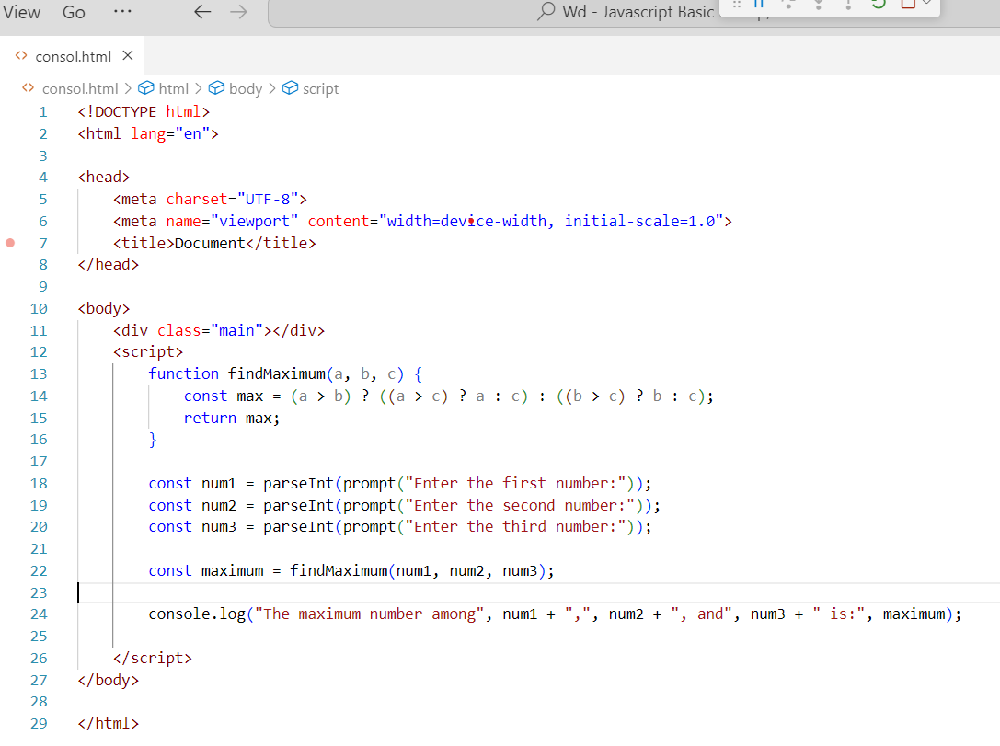 View Go ···
Wd - Javascript Basic
consol.html
consol.html > html > body > script
1 <!DOCTYPE html>
2 <html lang="en">
3
4 <head>
5     <meta charset="UTF-8">
6     <meta name="viewport" content="width=device-width, initial-scale=1.0">
7     <title>Document</title>
8 </head>
9
10 <body>
11     <div class="main"></div>
12     <script>
13         function findMaximum(a, b, c) {
14             const max = (a > b) ? ((a > c) ? a : c) : ((b > c) ? b : c);
15             return max;
16         }
17
18         const num1 = parseInt(prompt("Enter the first number:"));
19         const num2 = parseInt(prompt("Enter the second number:"));
20         const num3 = parseInt(prompt("Enter the third number:"));
21
22         const maximum = findMaximum(num1, num2, num3);
23
24         console.log("The maximum number among", num1 + ",", num2 + ", and", num3 + " is:", maximum);
25
26     </script>
27 </body>
28
29 </html>